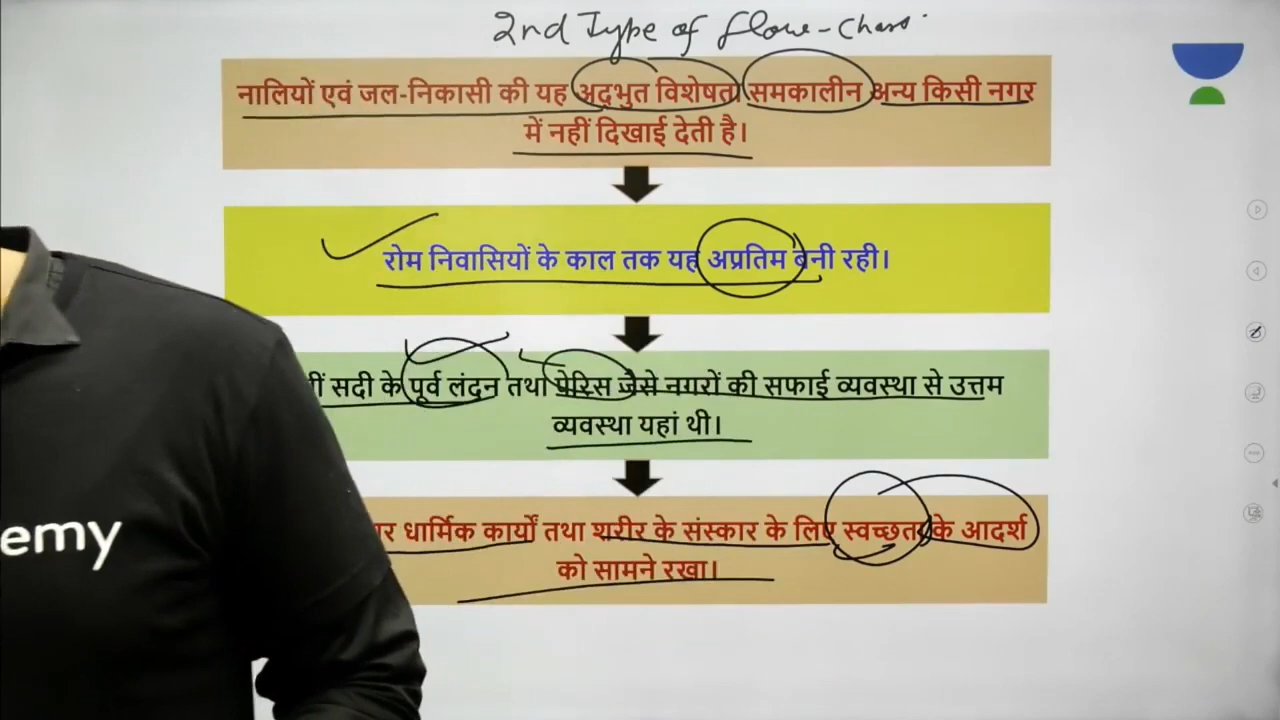 2nd Type of flow-Chart
नालियों एवं जल-निकासी की यह अद्भुत विशेषता समकालीन अन्य किसी नगर
में नहीं दिखाई देती है।
रोम निवासियों के काल तक यह अप्रतिम बनी रही।
सदी के पूर्व लंदन तथा पेरिस जैसे नगरों की सफाई व्यवस्था से उत्तम
व्यवस्था यहां थी।
धार्मिक कार्यों तथा शरीर के संस्कार के लिए स्वच्छता के आदर्श
को सामने रखा।
emy